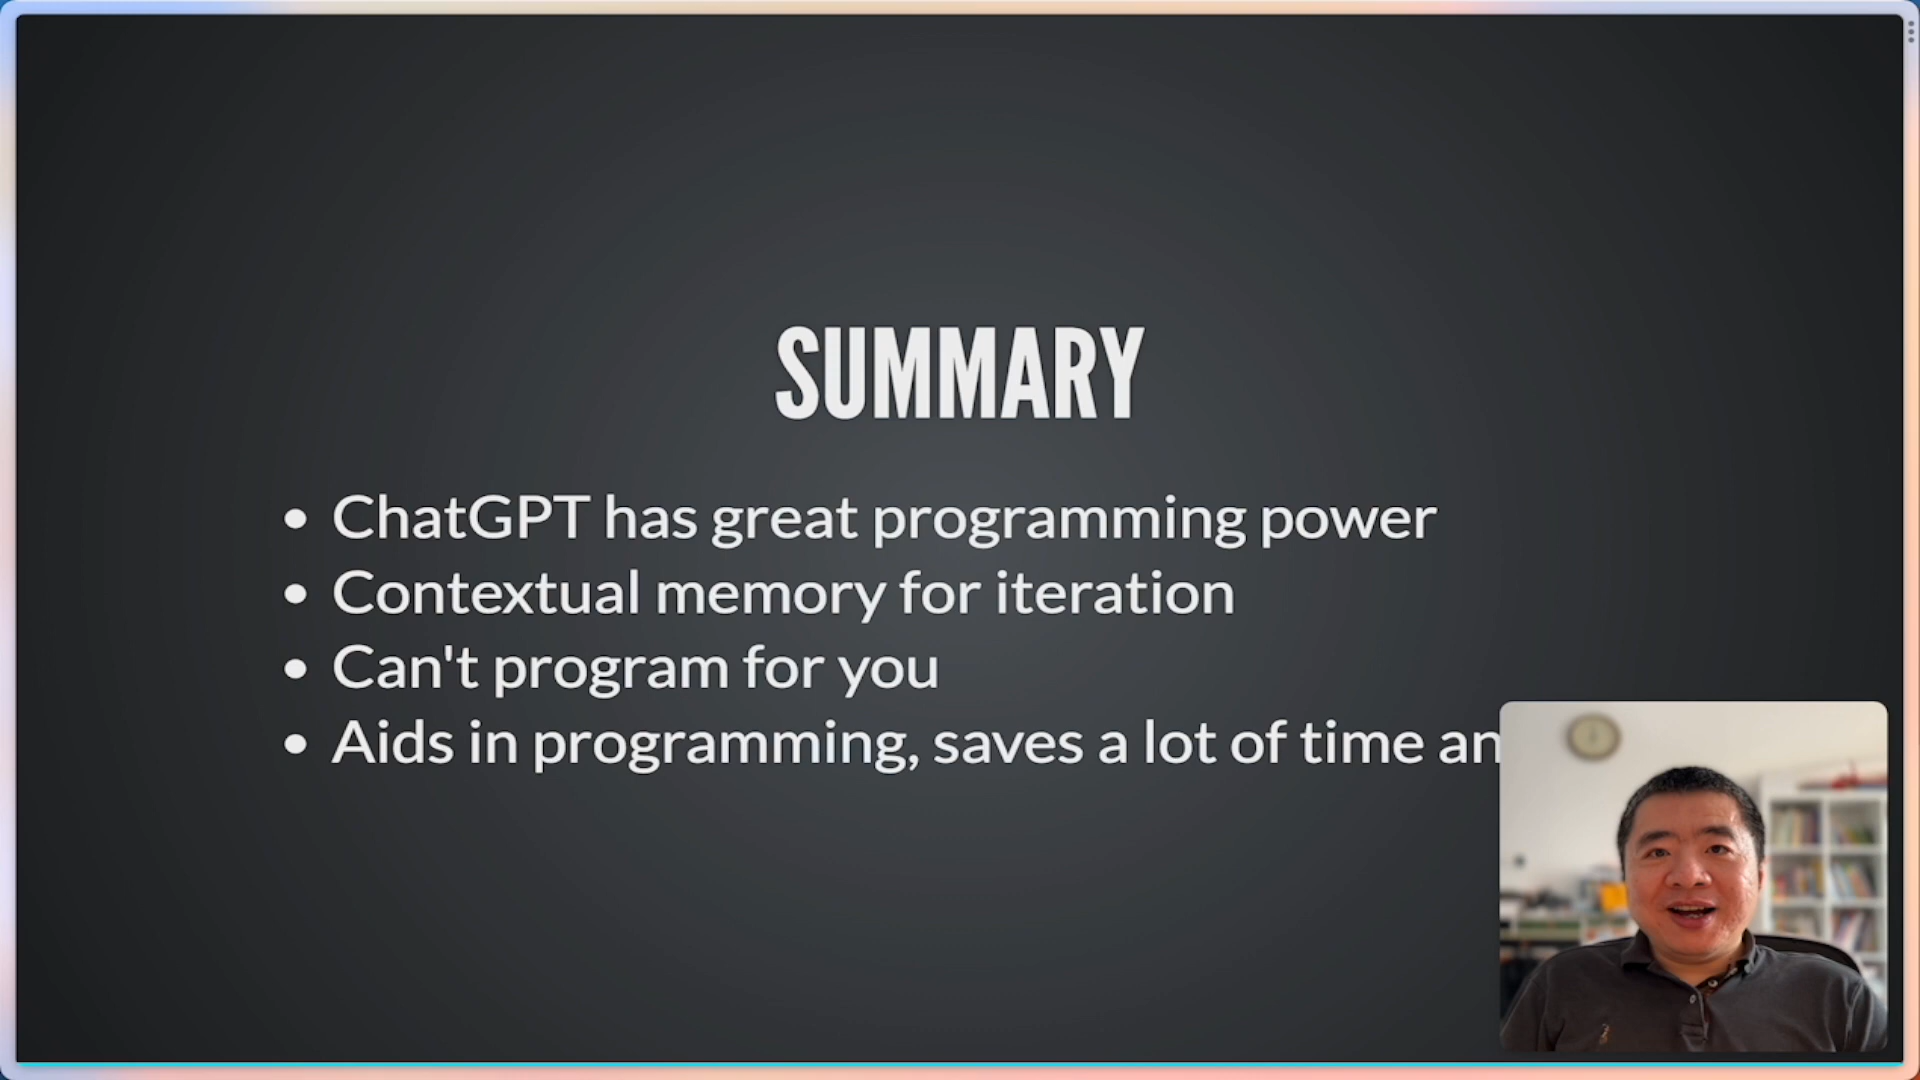 SUMMARY
• ChatGPT has great programming power
• Contextual memory for iteration
• Can't program for you
• Aids in programming, saves a lot of time an